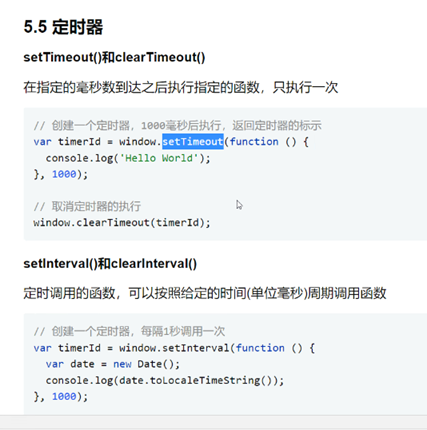 5.5 定时器
setTimeout()和clearTimeout()
在指定的毫秒数到达之后执行指定的函数，只执行一次
// 创建一个定时器，1000毫秒后执行，返回定时器的标示
var timerId = window.setTimeout(function () {
  console.log('Hello World');
}, 1000);
// 取消定时器的执行
window.clearTimeout(timerId);
setInterval()和clearInterval()
定时调用的函数，可以按照给定的时间(单位毫秒)周期调用函数
// 创建一个定时器，每隔1秒调用一次
var timerId = window.setInterval(function () {
  var date = new Date();
  console.log(date.toLocaleTimeString());
}, 1000);